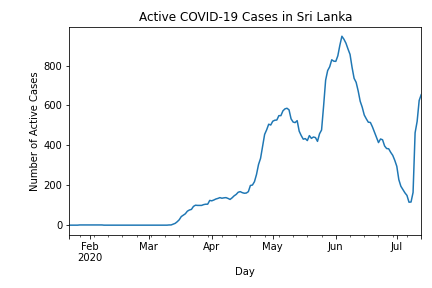 Active COVID-19 Cases in Sri Lanka
Number of Active Cases
800
600
400
200
0
Feb Mar Apr May Jun Jul
2020
Day